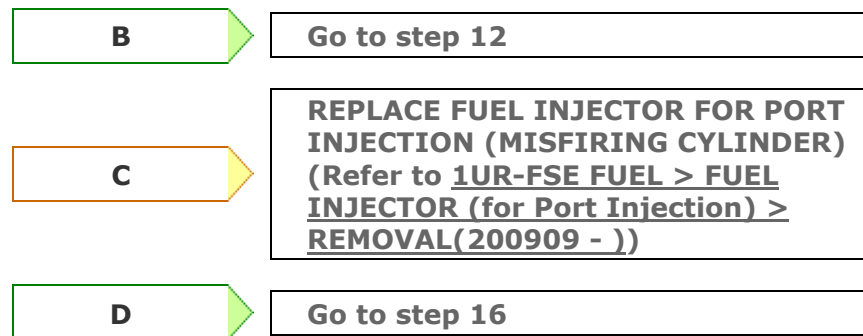 B
Go to step 12
C
REPLACE FUEL INJECTOR FOR PORT
INJECTION (MISFIRING CYLINDER)
(Refer to 1UR-FSE FUEL > FUEL
INJECTOR (for Port Injection) >
REMOVAL(200909 - ))
D
Go to step 16